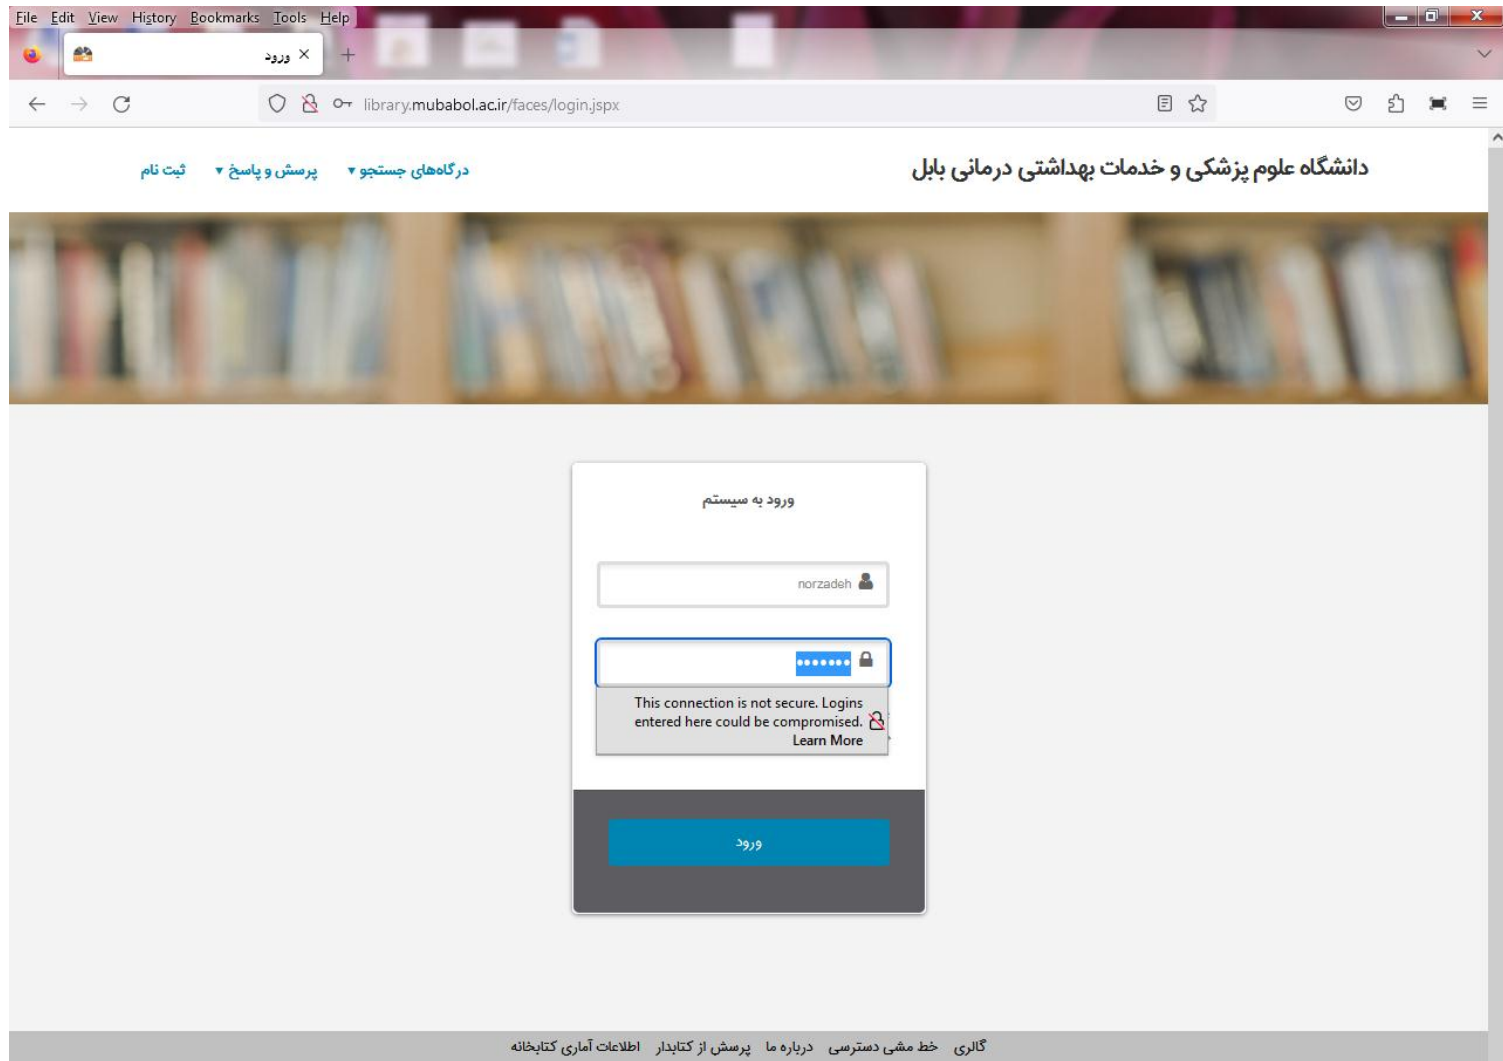 File Edit View History Bookmarks Tools Help
ورود
library.mubabol.ac.ir/faces/login.jspx
دانشگاه علوم پزشکی و خدمات بهداشتی درمانی بابل
درگاه‌های جستجو ▾ پرسش و پاسخ ▾ ثبت نام
ورود به سیستم
norzadeh
•••••••
This connection is not secure. Logins
entered here could be compromised.
Learn More
ورود
گالری خط مشی دسترسی درباره ما پرسش از کتابدار اطلاعات آماری کتابخانه